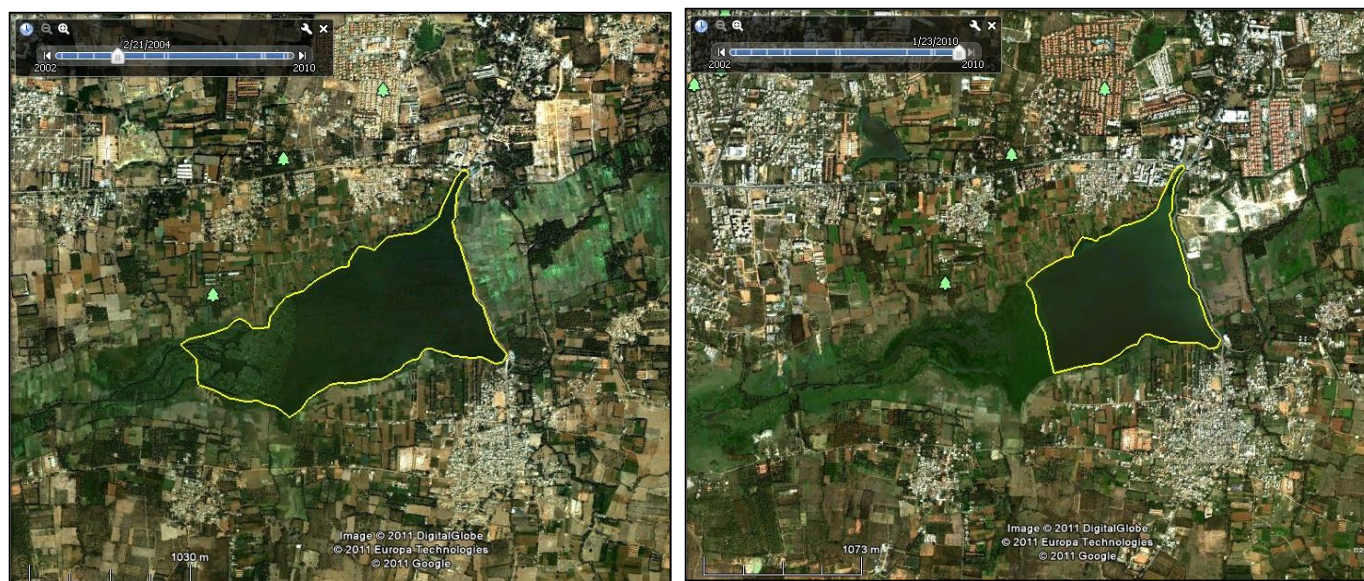 2/21/2004
2002
2010
Image © 2011 DigitalGlobe
© 2011 Europa Technologies
© 2011 Google
1030 m
1/23/2010
2002
2010
Image © 2011 DigitalGlobe
© 2011 Europa Technologies
© 2011 Google
1073 m